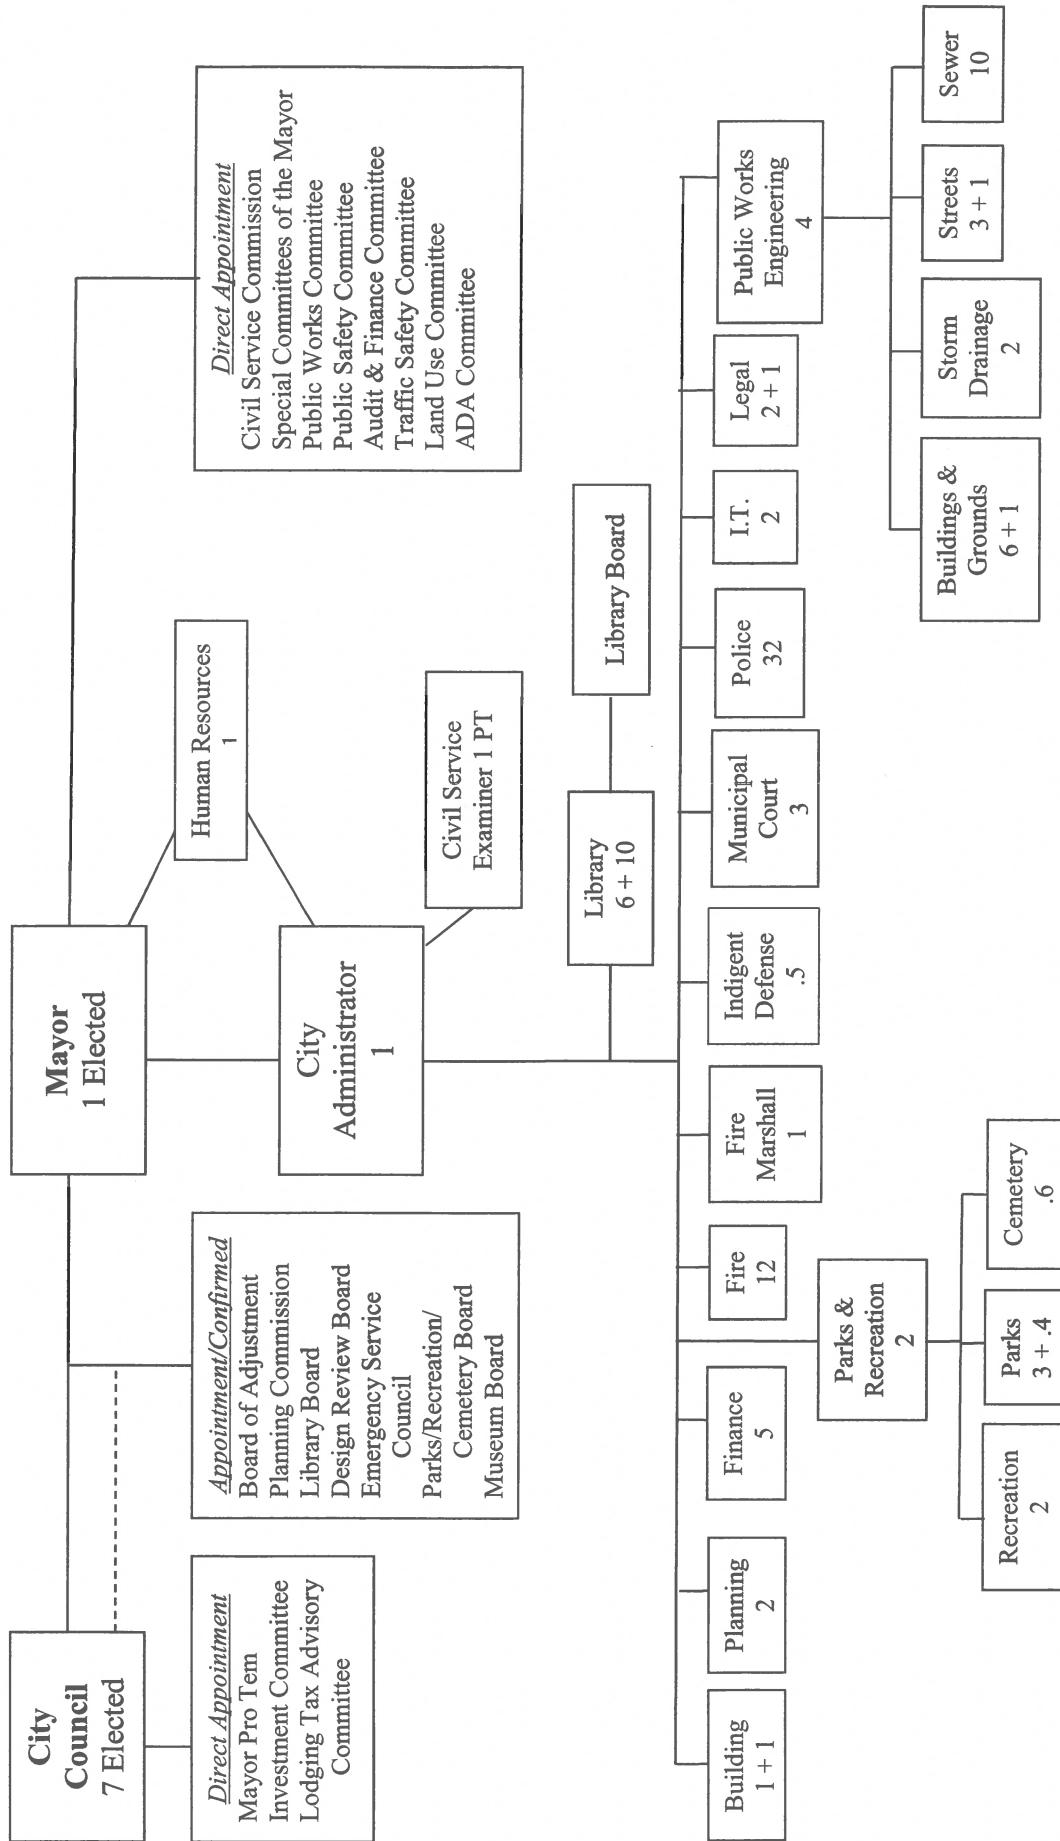 City
Council
7 Elected
Mayor
1 Elected
Direct Appointment
Mayor Pro Tem
Investment Committee
Lodging Tax Advisory
Committee
Appointment/Confirmed
Board of Adjustment
Planning Commission
Library Board
Design Review Board
Emergency Service
Council
Parks/Recreation/
Cemetery Board
Museum Board
City
Administrator
1
Human Resources
1
Direct Appointment
Civil Service Commission
Special Committees of the Mayor
Public Works Committee
Public Safety Committee
Audit & Finance Committee
Traffic Safety Committee
Land Use Committee
ADA Committee
Civil Service
Examiner 1 PT
Library
6 + 10
Library Board
Building
1 + 1
Planning
2
Finance
5
Parks &
Recreation
2
Fire
12
Fire
Marshall
1
Indigent
Defense
.5
Municipal
Court
3
Police
32
I.T.
2
Legal
2 + 1
Public Works
Engineering
4
Recreation
2
Parks
3 + .4
Cemetery
.6
Buildings &
Grounds
6 + 1
Storm
Drainage
2
Streets
3 + 1
Sewer
10